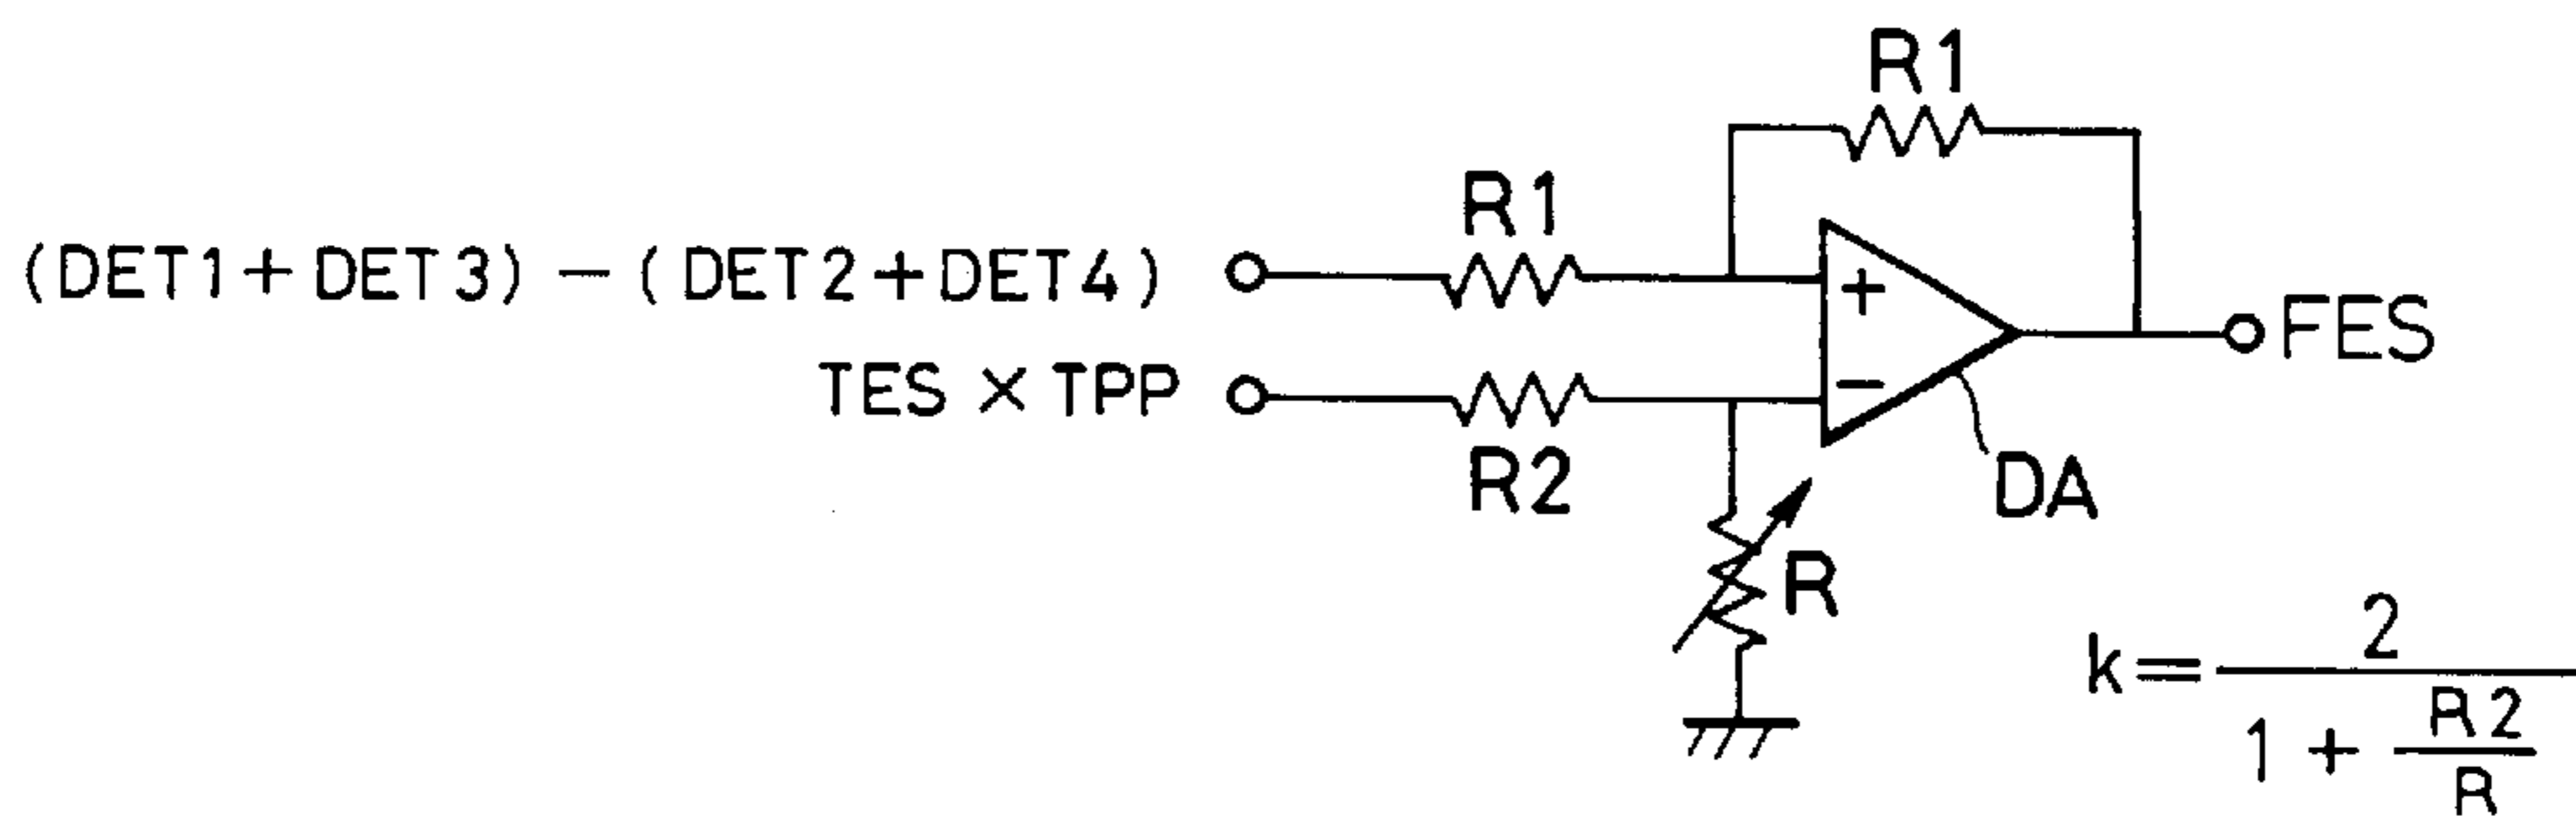 R1
R1
(DET1+DET3)-(DET2+DET4)
+
FES
TES × TPP
-
R2
DA
R
k = 2 / (1 + R2 / R)